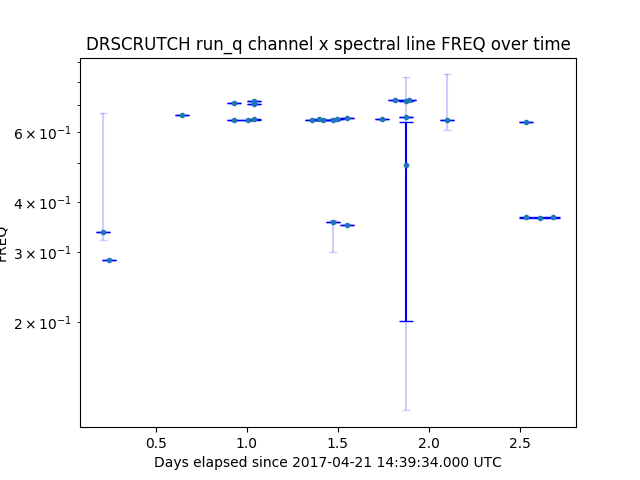 DRSCRUTCH run_q channel x spectral line FREQ over time
FREQ
6 × 10⁻¹
4 × 10⁻¹
3 × 10⁻¹
2 × 10⁻¹
0.5 1.0 1.5 2.0 2.5
Days elapsed since 2017-04-21 14:39:34.000 UTC